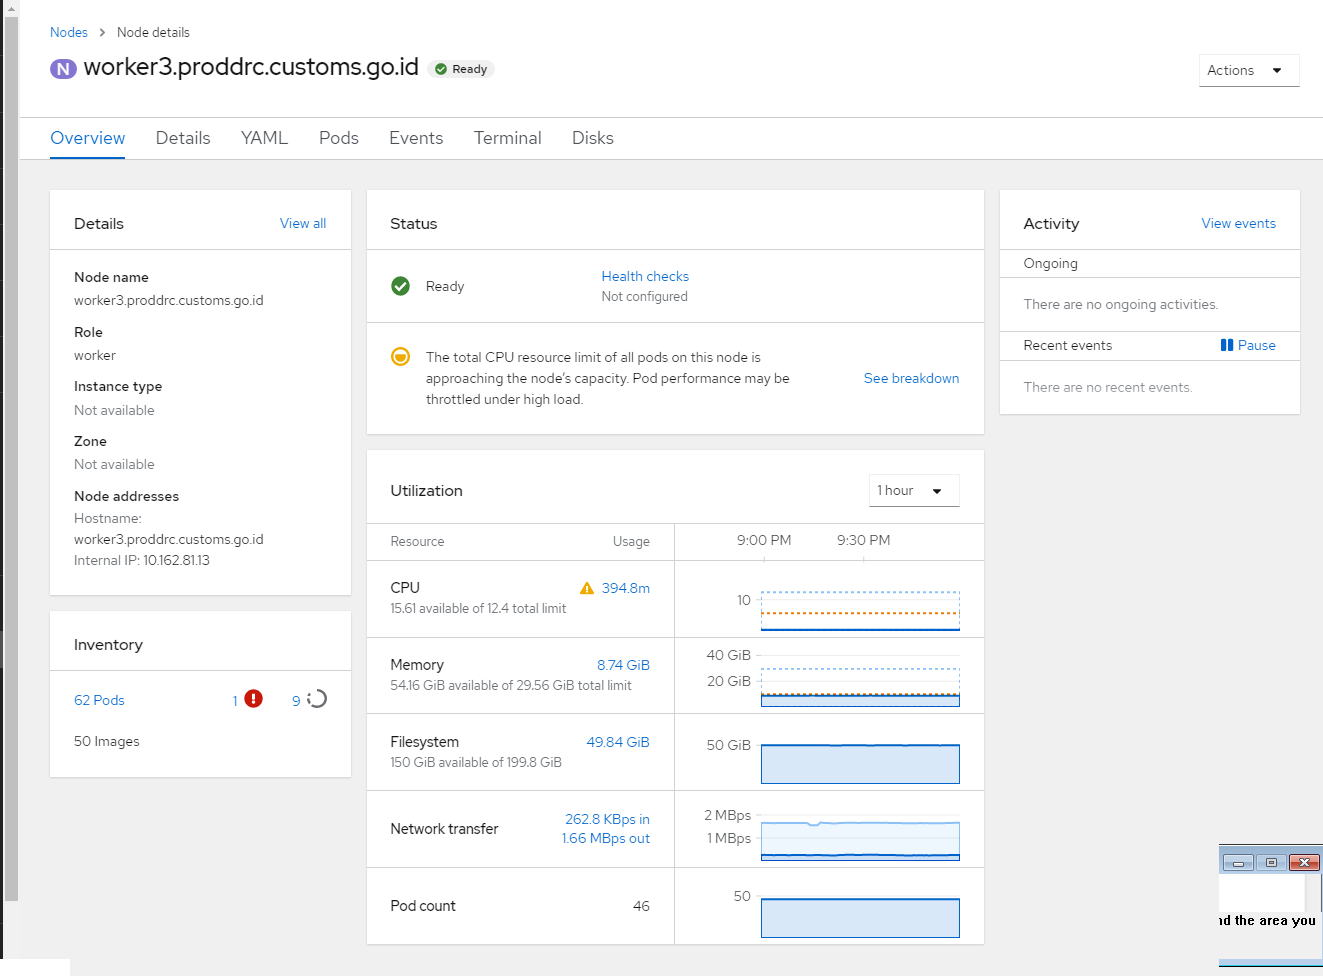 Nodes > Node details
N worker3.proddrc.customs.go.id Ready
Actions
Overview Details YAML Pods Events Terminal Disks
Details View all
Node name
worker3.proddrc.customs.go.id
Role
worker
Instance type
Not available
Zone
Not available
Node addresses
Hostname:
worker3.proddrc.customs.go.id
Internal IP: 10.162.81.13
Inventory
62 Pods 1 9
50 Images
Status
Ready
Health checks
Not configured
The total CPU resource limit of all pods on this node is
approaching the node’s capacity. Pod performance may be
throttled under high load.
See breakdown
Utilization 1 hour
Resource Usage 9:00 PM 9:30 PM
CPU 394.8m
15.61 available of 12.4 total limit
10
Memory 8.74 GiB
54.16 GiB available of 29.56 GiB total limit
40 GiB
20 GiB
Filesystem 49.84 GiB
150 GiB available of 199.8 GiB
50 GiB
Network transfer
262.8 KBps in
1.66 MBps out
2 MBps
1 MBps
Pod count 46
50
Activity View events
Ongoing
There are no ongoing activities.
Recent events Pause
There are no recent events.
the area you